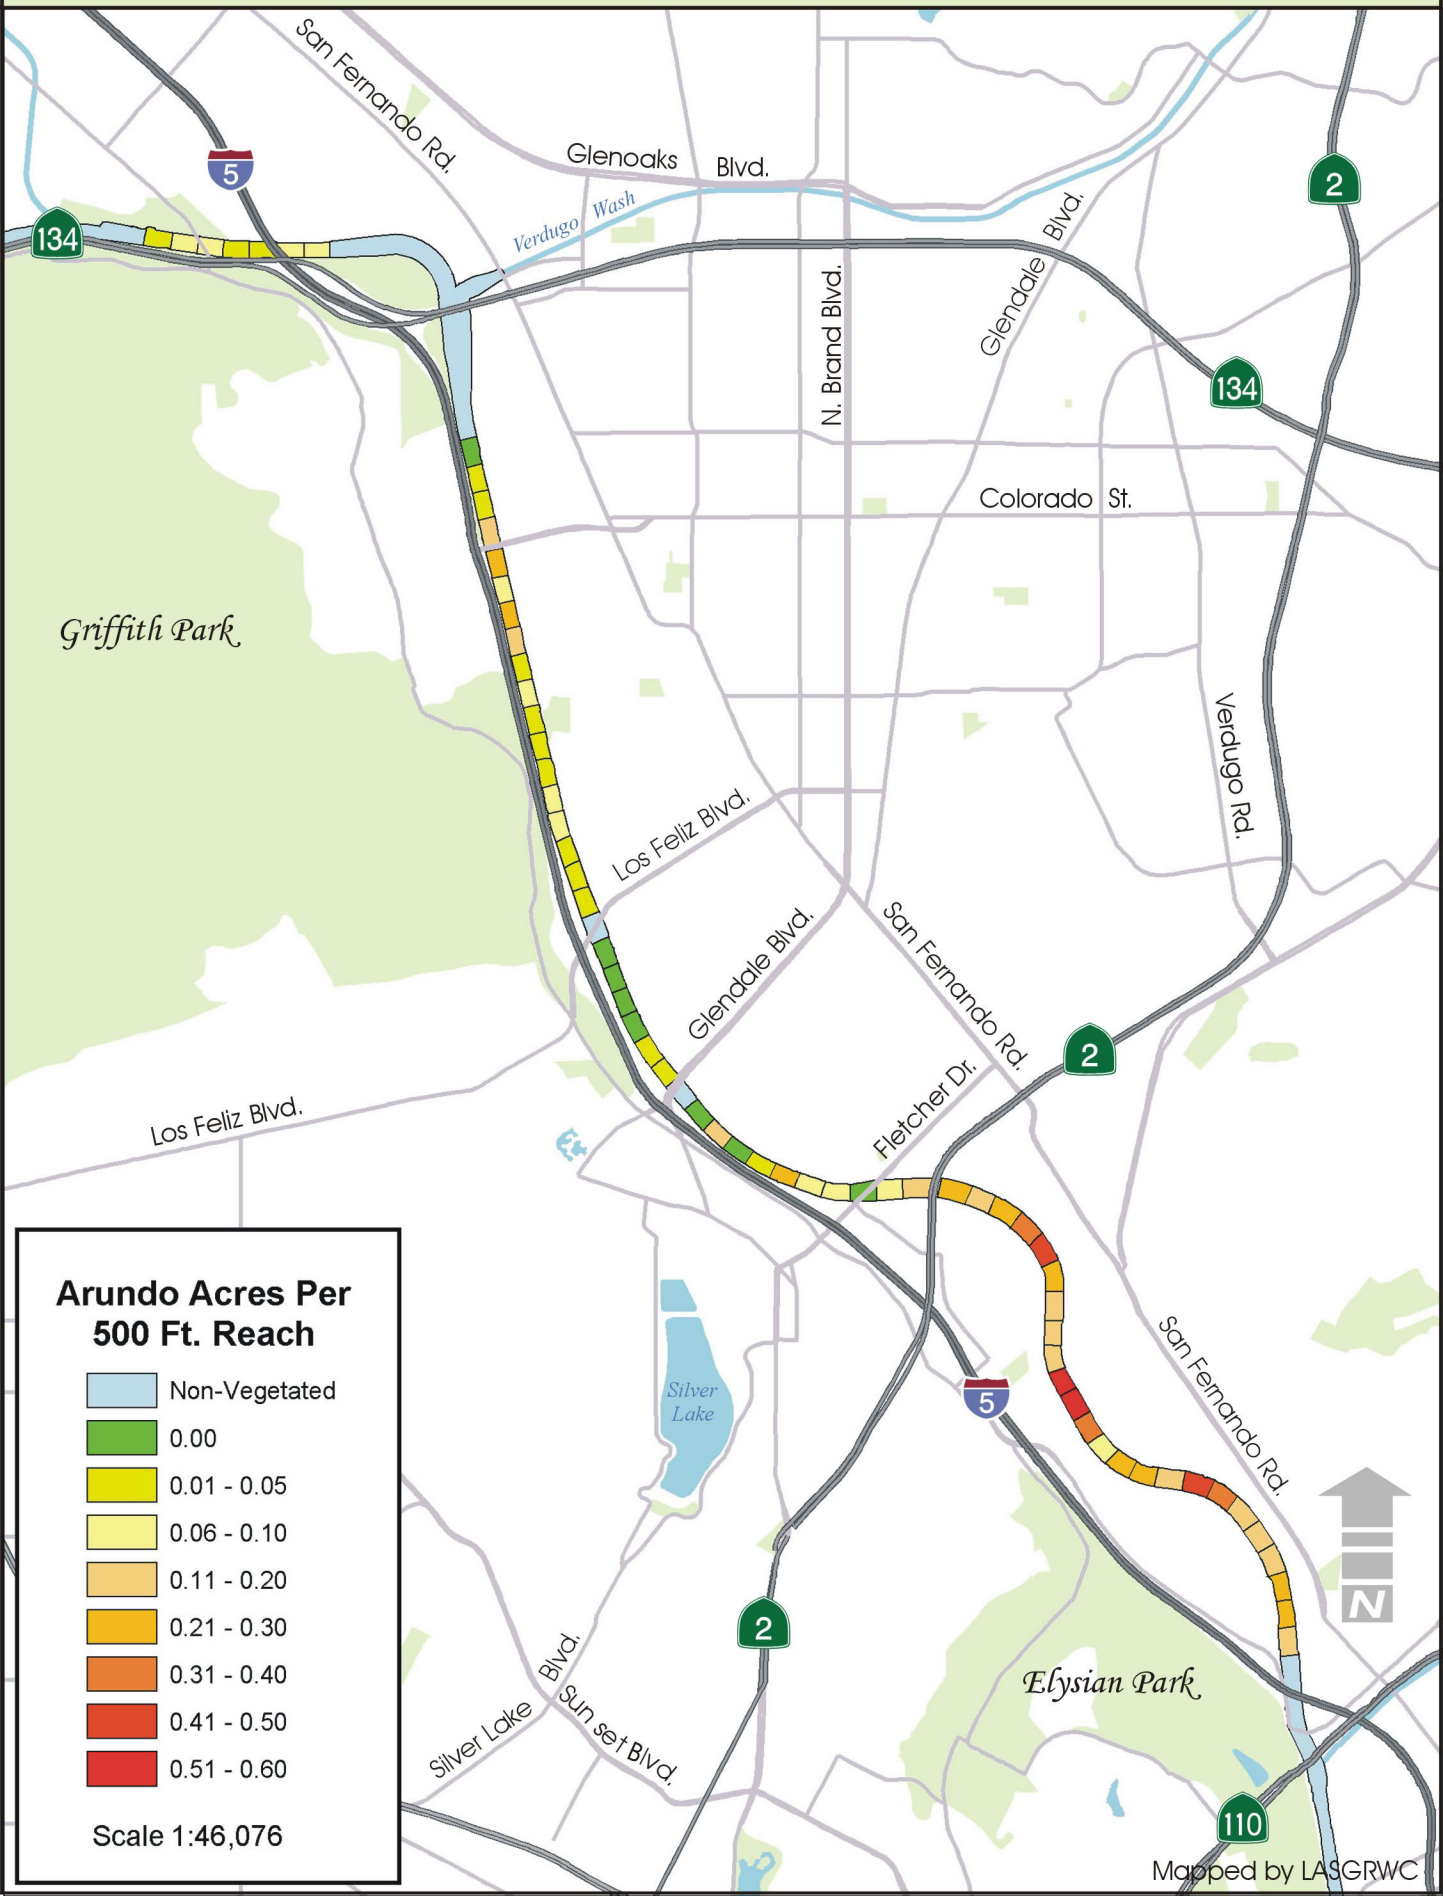 San Fernando Rd.
5
Glenoaks Blvd.
2
Verdugo Wash
134
Glendale Blvd.
N. Brand Blvd.
134
Colorado St.
Griffith Park
Verdugo Rd.
Los Feliz Blvd.
Glendale Blvd.
San Fernando Rd.
2
Fletcher Dr.
Los Feliz Blvd.
Arundo Acres Per
500 Ft. Reach
Non-Vegetated
0.00
0.01 - 0.05
0.06 - 0.10
0.11 - 0.20
0.21 - 0.30
0.31 - 0.40
0.41 - 0.50
0.51 - 0.60
Scale 1:46,076
Silver
Lake
5
San Fernando Rd.
N
2
Silver Lake Blvd.
Sun set Blvd.
Elysian Park
110
Mapped by LASGRWC